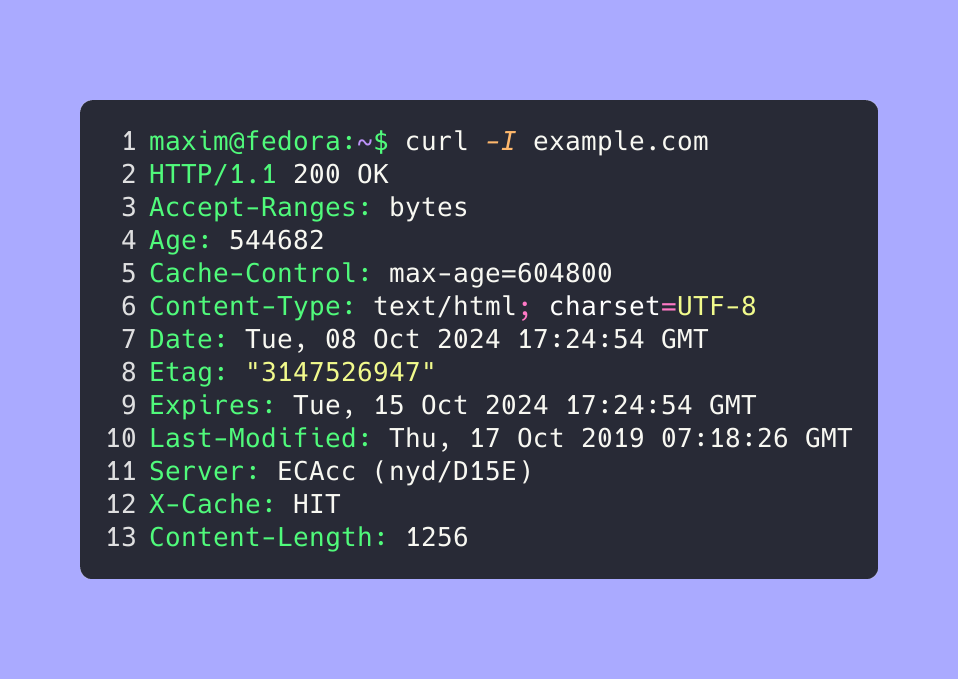 1 maxim@fedora:~$ curl -I example.com
2 HTTP/1.1 200 OK
3 Accept-Ranges: bytes
4 Age: 544682
5 Cache-Control: max-age=604800
6 Content-Type: text/html; charset=UTF-8
7 Date: Tue, 08 Oct 2024 17:24:54 GMT
8 Etag: "3147526947"
9 Expires: Tue, 15 Oct 2024 17:24:54 GMT
10 Last-Modified: Thu, 17 Oct 2019 07:18:26 GMT
11 Server: ECAcc (nyd/D15E)
12 X-Cache: HIT
13 Content-Length: 1256